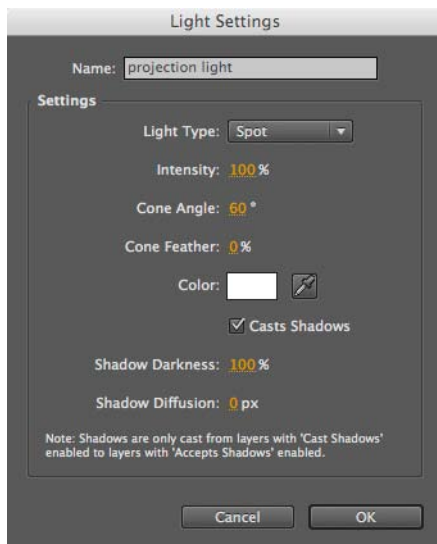 Light Settings
Name: projection light
Settings
Light Type: Spot
Intensity: 100 %
Cone Angle: 60 °
Cone Feather: 0 %
Color:
Casts Shadows
Shadow Darkness: 100 %
Shadow Diffusion: 0 px
Note: Shadows are only cast from layers with 'Cast Shadows'
enabled to layers with 'Accepts Shadows' enabled.
Cancel OK